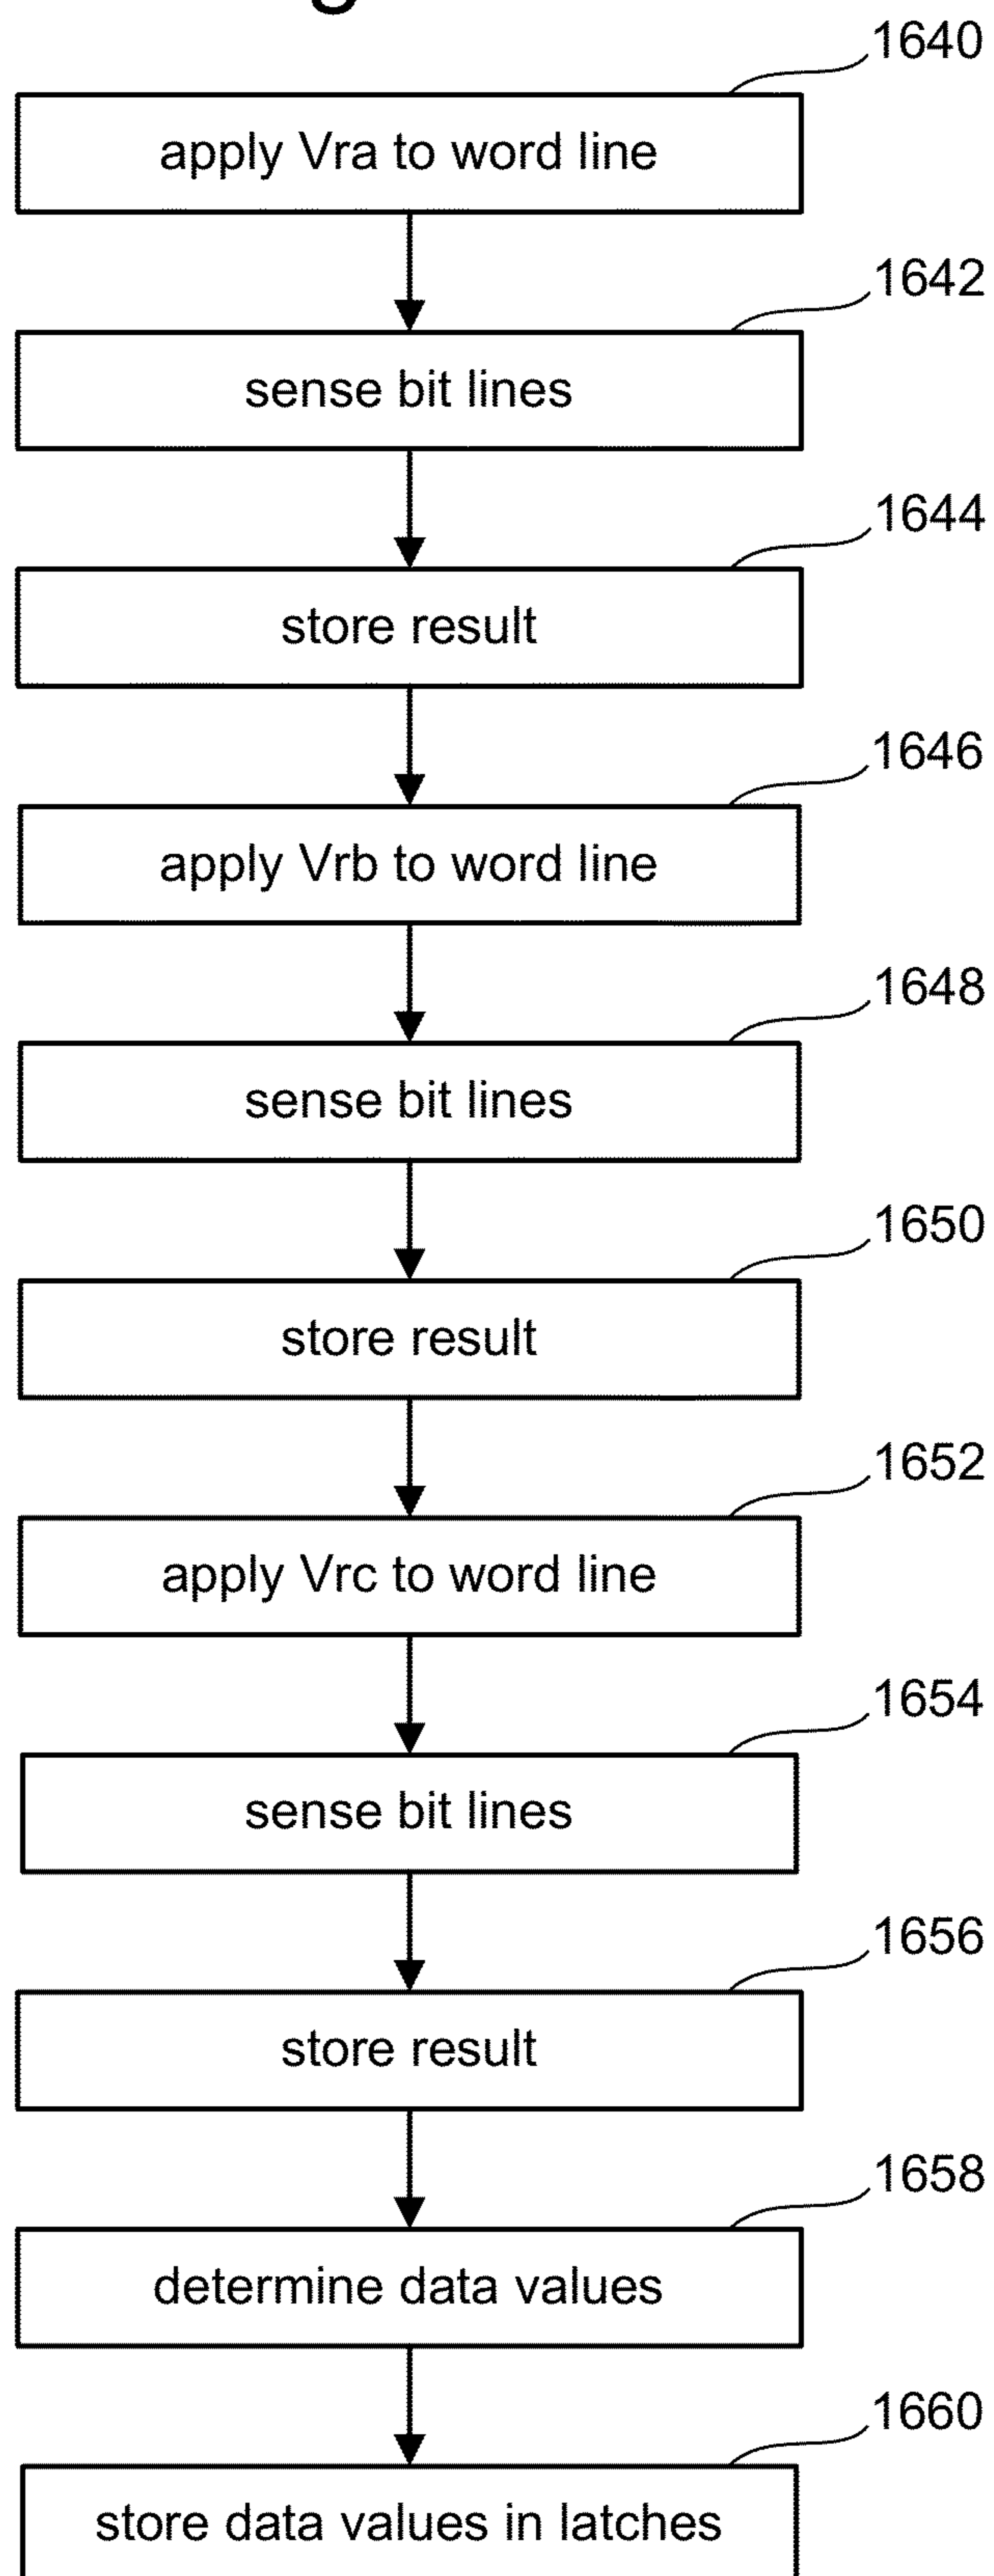 1640
apply Vra to word line
1642
sense bit lines
1644
store result
1646
apply Vrb to word line
1648
sense bit lines
1650
store result
1652
apply Vrc to word line
1654
sense bit lines
1656
store result
1658
determine data values
1660
store data values in latches